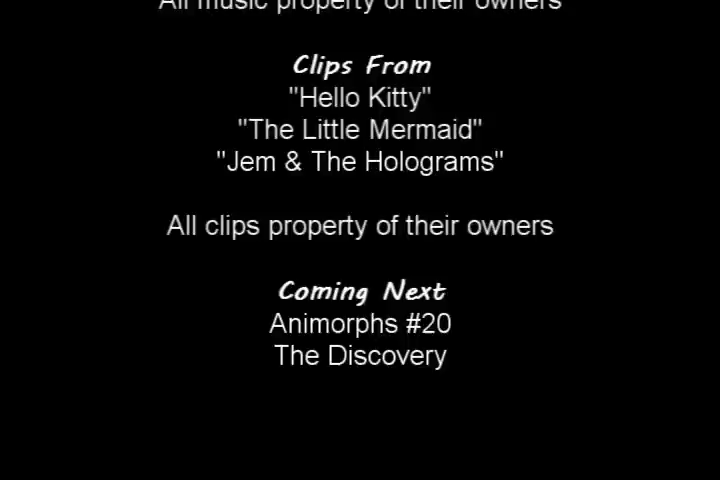 All music property of their owners
Clips From
"Hello Kitty"
"The Little Mermaid"
"Jem & The Holograms"
All clips property of their owners
Coming Next
Animorphs #20
The Discovery